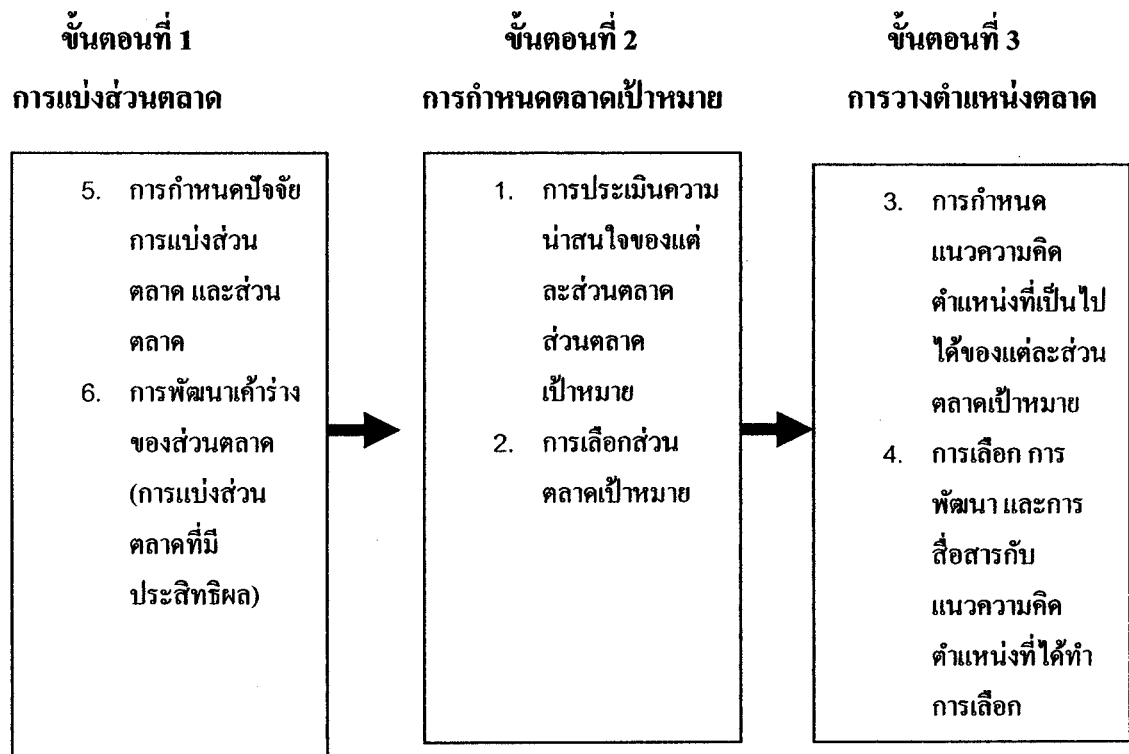 ขั้นตอนที่ 1
การแบ่งส่วนตลาด
5. การกำหนดปัจจัย
การแบ่งส่วน
ตลาด และส่วน
ตลาด
6. การพัฒนาเค้าร่าง
ของส่วนตลาด
(การแบ่งส่วน
ตลาดที่มี
ประสิทธิผล)
ขั้นตอนที่ 2
การกำหนดตลาดเป้าหมาย
1. การประเมินความ
น่าสนใจของแต่
ละส่วนตลาด
ส่วนตลาด
เป้าหมาย
2. การเลือกส่วน
ตลาดเป้าหมาย
ขั้นตอนที่ 3
การวางตำแหน่งตลาด
3. การกำหนด
แนวความคิด
ตำแหน่งที่เป็นไป
ได้ของแต่ละส่วน
ตลาดเป้าหมาย
4. การเลือก การ
พัฒนา และการ
สื่อสารกับ
แนวความคิด
ตำแหน่งที่ได้ทำ
การเลือก